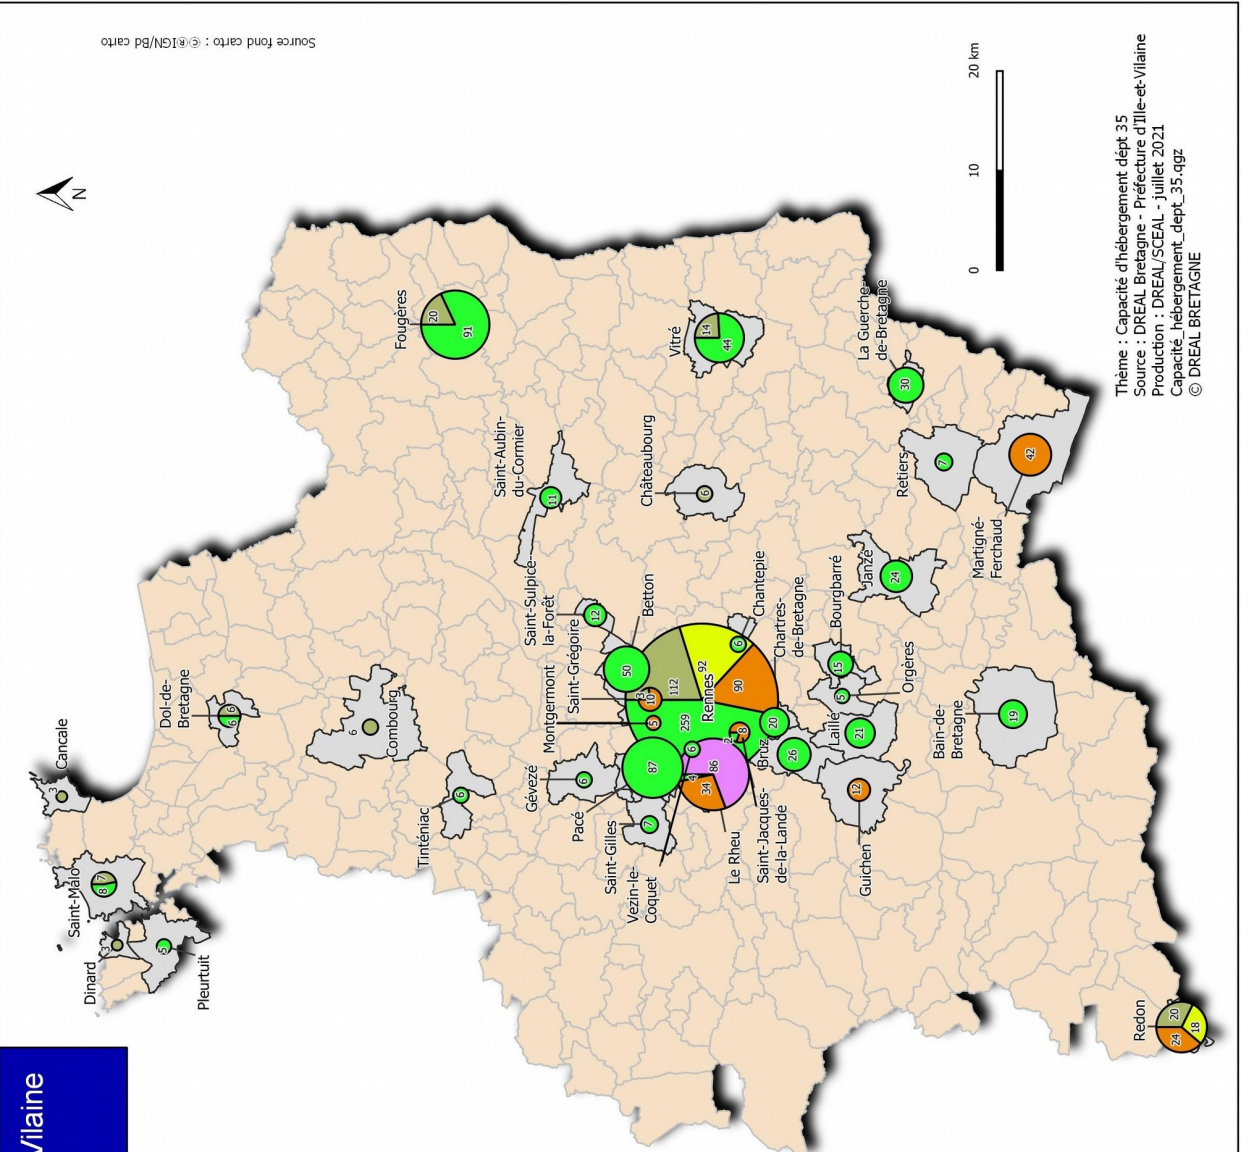 Vilaine
Source fond carto : ©®IGN/Bd carto
N
0
10
20 km
Cancale
3
Saint-Malo
8
7
Dinard
3
Pleurtuit
5
Dol-de-
Bretagne
6
6
Combourg
6
Tinténiac
6
Fougères
20
91
Saint-Aubin-
du-Cormier
11
Vitré
14
44
Châteaubourg
6
La Guerche-
de-Bretagne
30
Retiers
7
Martigné-
Ferchaud
42
Janzé
24
Saint-Sulpice-
la-Forêt
12
Betton
50
Saint-Grégoire
3
10
Montgermont
5
Gévezé
6
Pacé
87
Saint-Gilles
7
Vezin-le-
Coquet
6
Le Rheu
4
34
86
Rennes
259
112
92
90
Saint-Jacques-
de-la-Lande
2
8
Chantepie
6
Chartres-
de-Bretagne
20
Bruz
26
Bourgbarré
15
Orgères
5
Laillé
21
Guichen
12
Bain-de-
Bretagne
19
Redon
20
24
18
Thème : Capacité d'hébergement dépt 35
Source : DREAL Bretagne - Préfecture d'Ille-et-Vilaine
Production : DREAL/SCEAL - juillet 2021
Capacité_hébergement_dept_35.qgz
© DREAL BRETAGNE